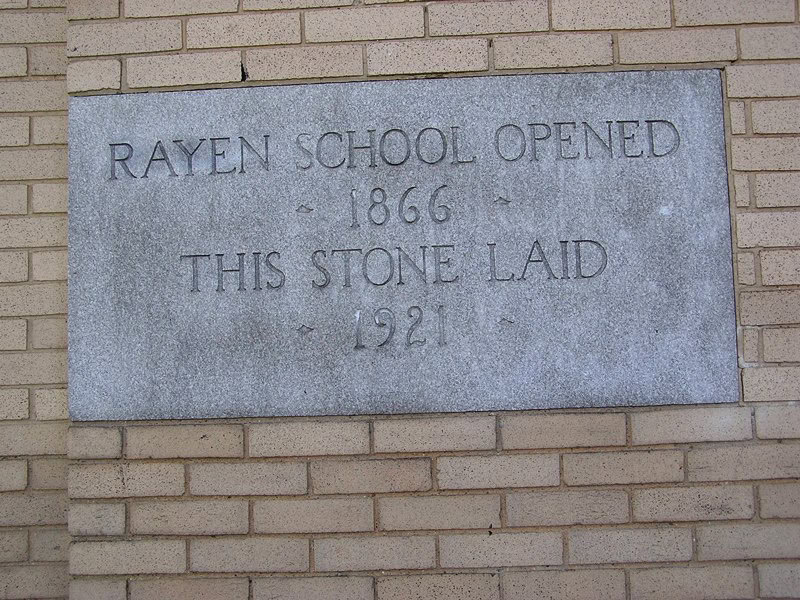 RAYEN SCHOOL OPENED
1866
THIS STONE LAID
1921